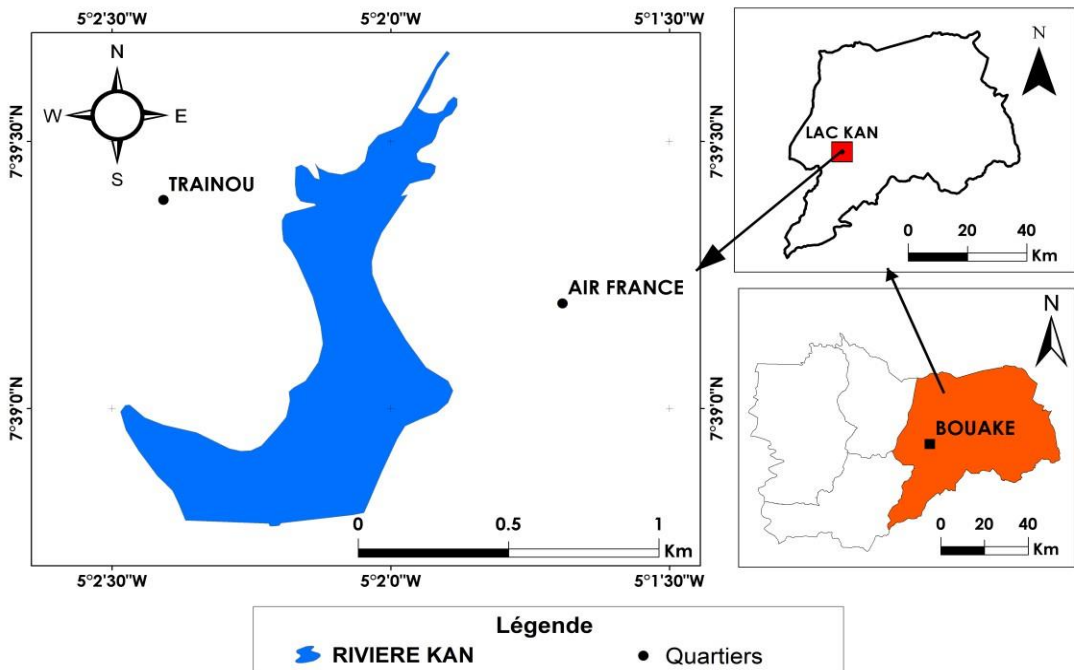 5°2'30"W 5°2'0"W 5°1'30"W
7°39'30"N
7°39'0"N
N
W E
S
TRAINOU
AIR FRANCE
0 0.5 1
Km
7°39'30"N
7°39'0"N
5°2'30"W 5°2'0"W 5°1'30"W
N
LAC KAN
0 20 40
Km
N
BOUAKE
0 20 40
Km
Légende
RIVIERE KAN Quartiers